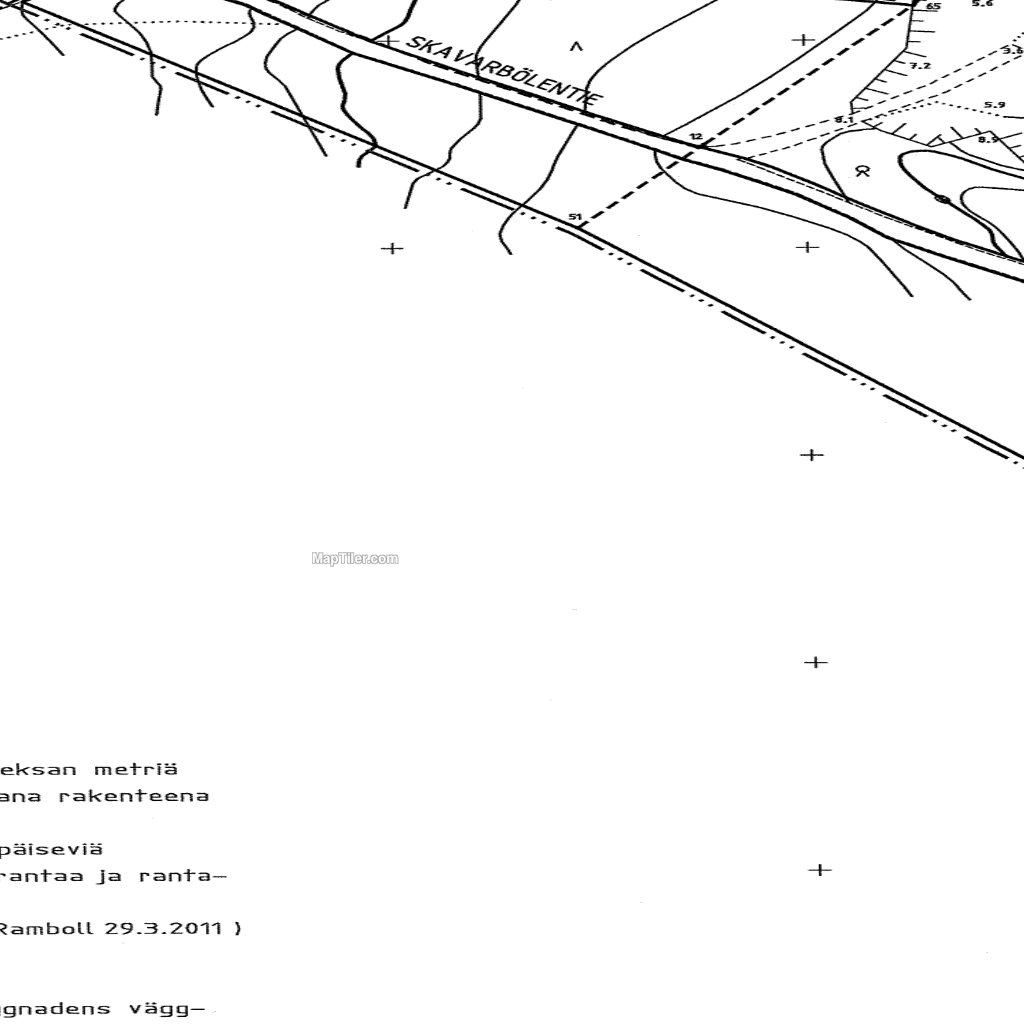 65
5.6
3.6
SKAVARBÖLENTIE
7.2
5.9
8.1
12
8.9
51
MapTiler.com
eksan metriä
ana rakenteena
päiseviä
rantaa ja ranta-
Ramboll 29.3.2011 )
gnadens vägg-